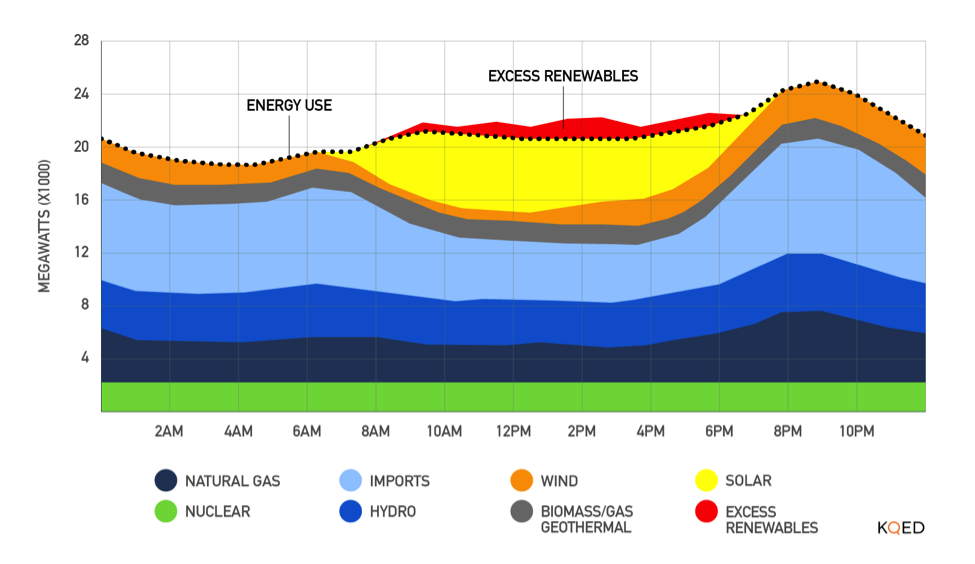 28
24
20
16
12
8
4
MEGAWATTS (X1000)
ENERGY USE
EXCESS RENEWABLES
2AM 4AM 6AM 8AM 10AM 12PM 2PM 4PM 6PM 8PM 10PM
NATURAL GAS IMPORTS WIND SOLAR
NUCLEAR HYDRO BIOMASS/GAS EXCESS
GEOTHERMAL RENEWABLES
KQED